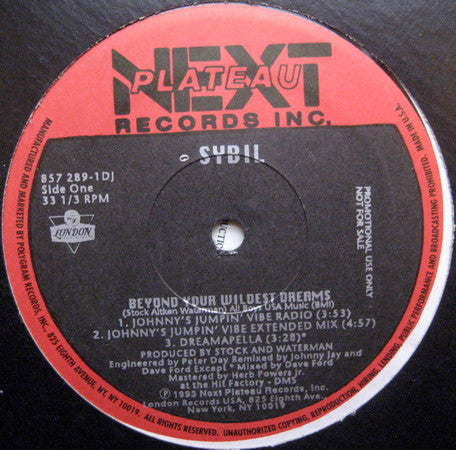 NEXT
PLATEAU
RECORDS INC.
SYBIL
857 289-1DJ
Side One
33 1/3 RPM
LONDON
PROMOTIONAL USE ONLY
NOT FOR SALE
BEYOND YOUR WILDEST DREAMS
(Stock Aitkan Waterman) All Boys USA Music (BMI)
1. JOHNNY'S JUMPIN' VIBE RADIO (3:53)
2. JOHNNY'S JUMPIN' VIBE EXTENDED MIX (4:57)
3. DREAMAPELLA (3:28)*
PRODUCED BY STOCK AND WATERMAN
Engineered by Peter Day Remixed by Johnny Jay and
Dave Ford Except * Mixed by Dave Ford
Mastered by Herb Powers Jr.
at the Hit Factory - DMS
℗ 1993 Next Plateau Records, Inc./
London Records USA, 825 Eighth Ave.
New York, NY 10019
MANUFACTURED AND MARKETED BY POLYGRAM RECORDS, INC. 825 EIGHTH AVENUE, NY, NY. 10019. ALL RIGHTS RESERVED. UNAUTHORIZED COPYING, REPRODUCTION, HIRING, LENDING, PUBLIC PERFORMANCE AND BROADCASTING PROHIBITED. MADE IN U.S.A.